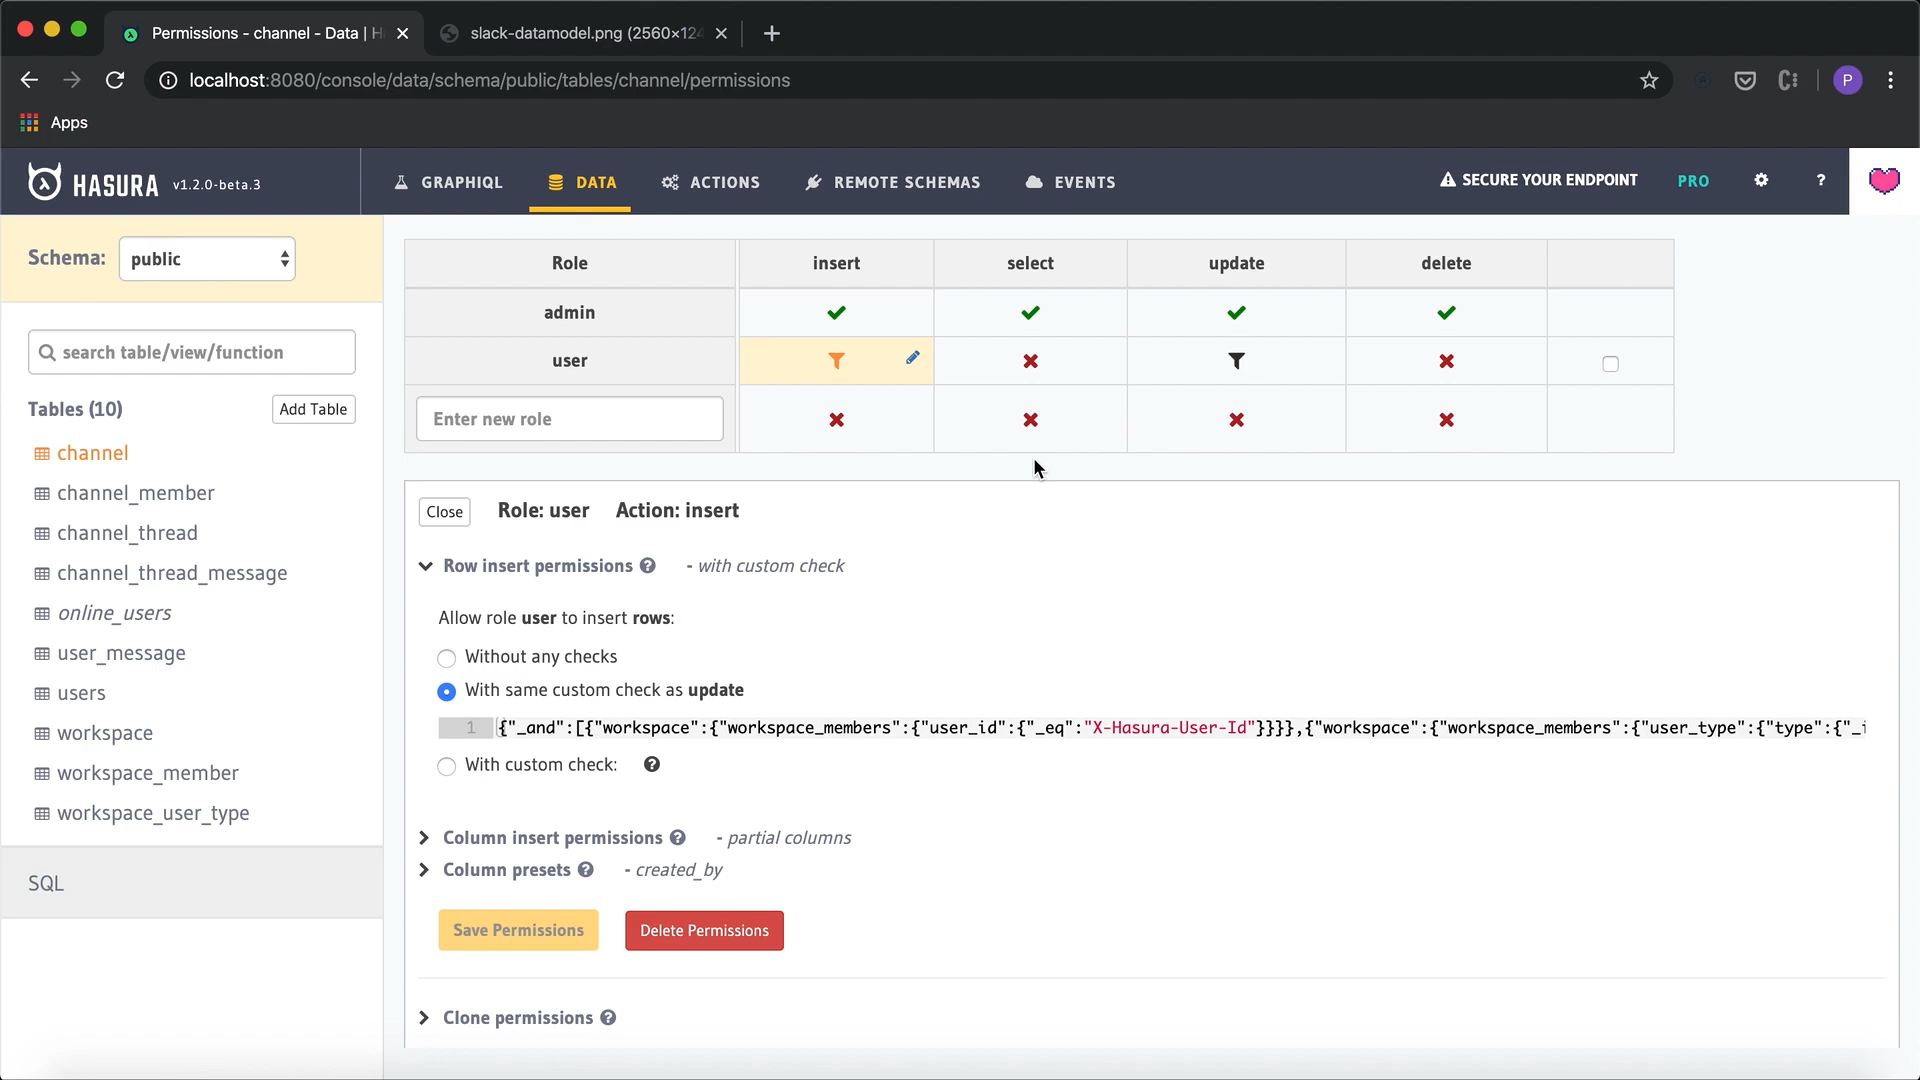 Permissions - channel - Data | H
slack-datamodel.png (2560×124
localhost:8080/console/data/schema/public/tables/channel/permissions
P
Apps
HASURA v1.2.0-beta.3
GRAPHIQL
DATA
ACTIONS
REMOTE SCHEMAS
EVENTS
SECURE YOUR ENDPOINT
PRO
?
Schema: public
search table/view/function
Tables (10)
Add Table
channel
channel_member
channel_thread
channel_thread_message
online_users
user_message
users
workspace
workspace_member
workspace_user_type
SQL
Role insert select update delete
admin
user
Enter new role
Close Role: user Action: insert
Row insert permissions ? - with custom check
Allow role user to insert rows:
Without any checks
With same custom check as update
1 {"_and":[{"workspace":{"workspace_members":{"user_id":{"_eq":"X-Hasura-User-Id"}}}},{"workspace":{"workspace_members":{"user_type":{"type":{"_i
With custom check: ?
Column insert permissions ? - partial columns
Column presets ? - created_by
Save Permissions Delete Permissions
Clone permissions ?